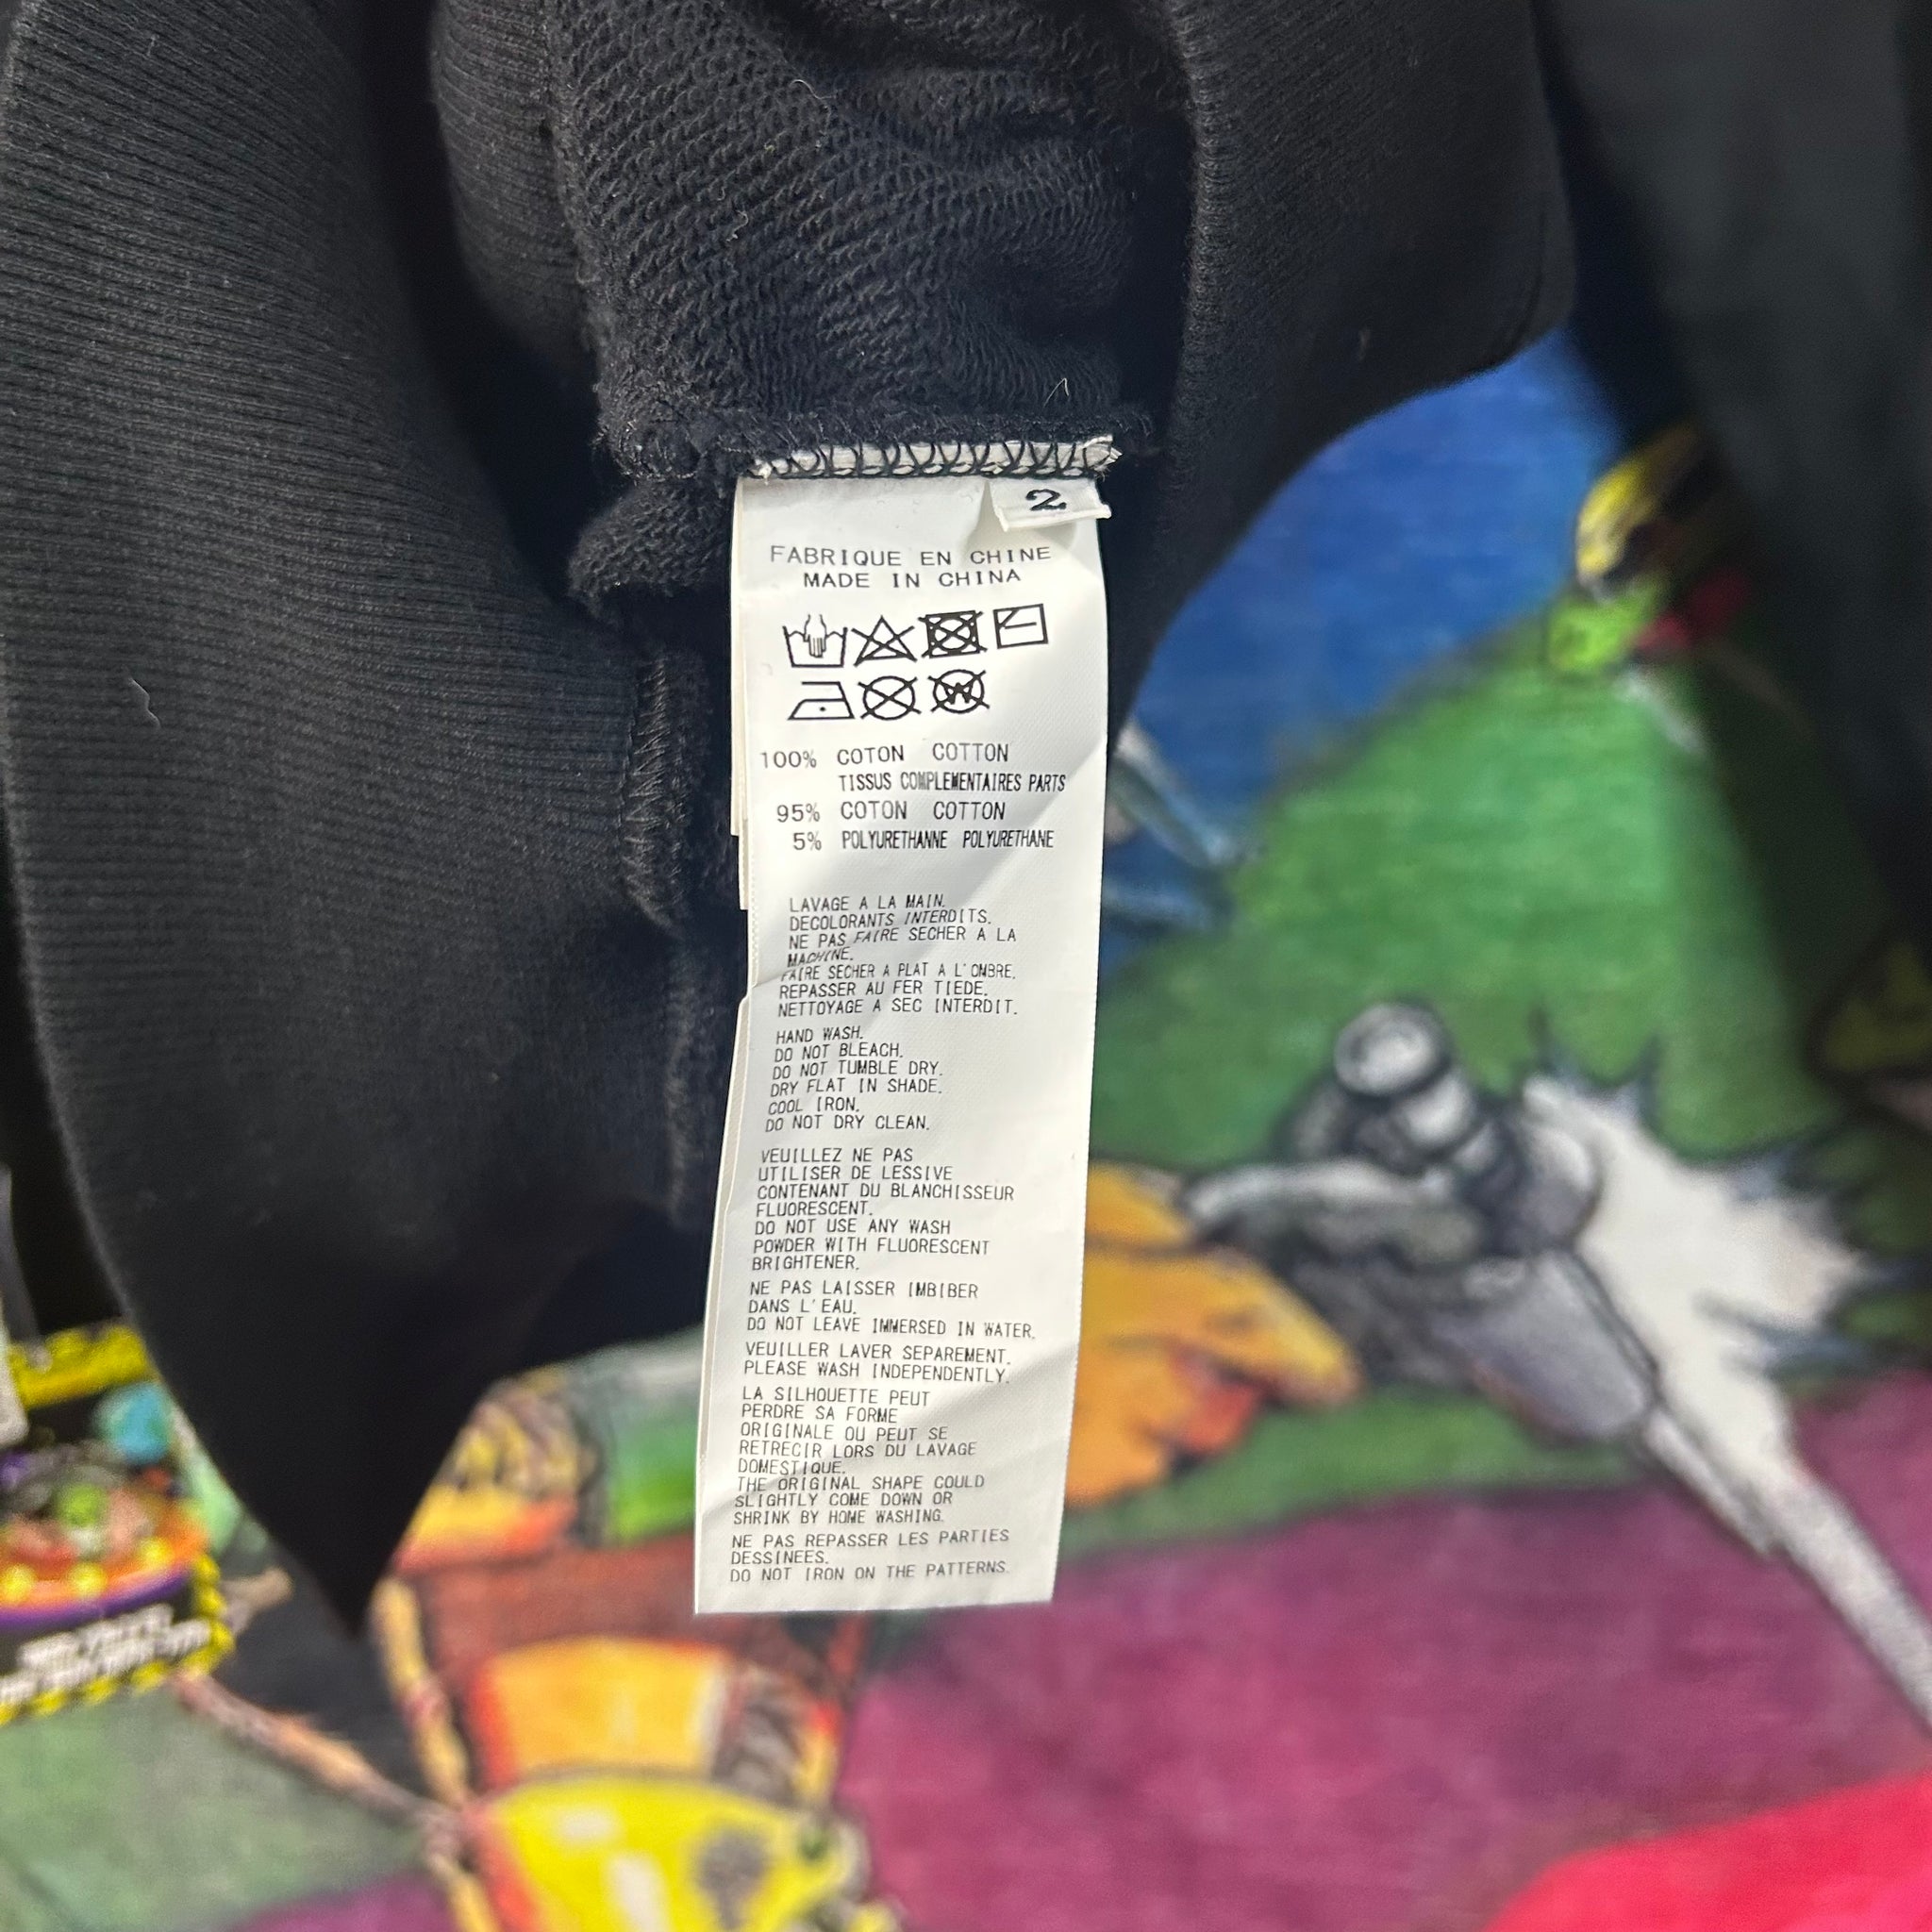 2
FABRIQUE EN CHINE
MADE IN CHINA
W
100% COTON COTTON
TISSUS COMPLEMENTAIRES PARTS
95% COTON COTTON
5% POLYURETHANNE POLYURETHANE
LAVAGE A LA MAIN.
DECOLORANTS INTERDITS.
NE PAS FAIRE SECHER A LA
MACHINE.
FAIRE SECHER A PLAT A L'OMBRE.
REPASSER AU FER TIEDE.
NETTOYAGE A SEC INTERDIT.
HAND WASH.
DO NOT BLEACH.
DO NOT TUMBLE DRY.
DRY FLAT IN SHADE.
COOL IRON.
DO NOT DRY CLEAN.
VEUILLEZ NE PAS
UTILISER DE LESSIVE
CONTENANT DU BLANCHISSEUR
FLUORESCENT.
DO NOT USE ANY WASH
POWDER WITH FLUORESCENT
BRIGHTENER.
NE PAS LAISSER IMBIBER
DANS L'EAU.
DO NOT LEAVE IMMERSED IN WATER.
VEUILLER LAVER SEPAREMENT.
PLEASE WASH INDEPENDENTLY.
LA SILHOUETTE PEUT
PERDRE SA FORME
ORIGINALE OU PEUT SE
RETRECIR LORS DU LAVAGE
DOMESTIQUE.
THE ORIGINAL SHAPE COULD
SLIGHTLY COME DOWN OR
SHRINK BY HOME WASHING.
NE PAS REPASSER LES PARTIES
DESSINEES.
DO NOT IRON ON THE PATTERNS.